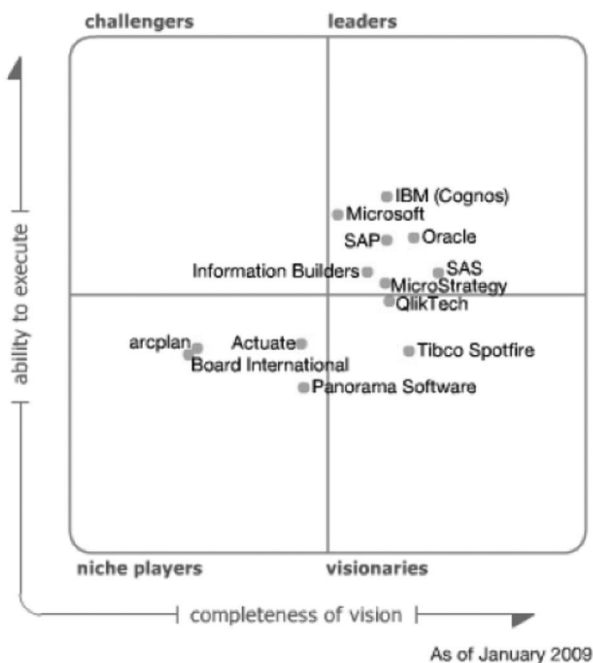 challengers
leaders
IBM (Cognos)
Microsoft
SAP
Oracle
Information Builders
SAS
MicroStrategy
QlikTech
arcplan
Actuate
Tibco Spotfire
Board International
Panorama Software
ability to execute
niche players
visionaries
completeness of vision
As of January 2009